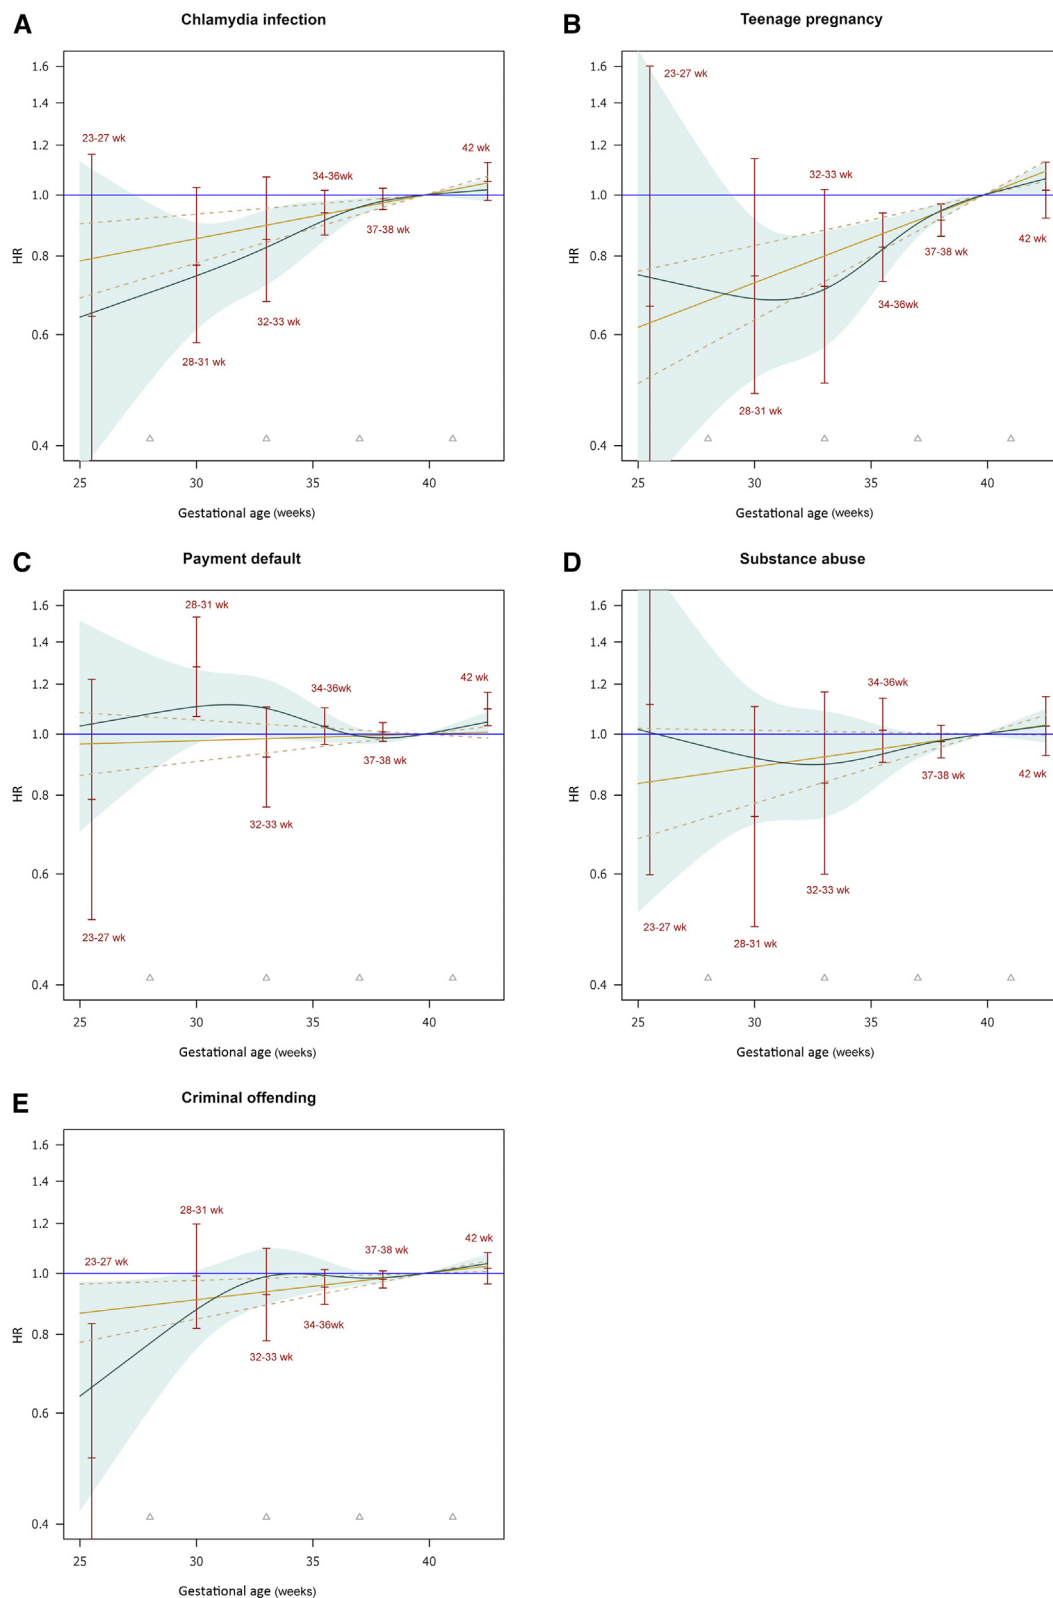 A
Chlamydia infection
HR
1.6
1.4
1.2
1.0
0.8
0.6
0.4
23-27 wk
28-31 wk
32-33 wk
34-36wk
37-38 wk
42 wk
25
30
35
40
Gestational age (weeks)
B
Teenage pregnancy
HR
1.6
1.4
1.2
1.0
0.8
0.6
0.4
23-27 wk
28-31 wk
32-33 wk
34-36wk
37-38 wk
42 wk
25
30
35
40
Gestational age (weeks)
C
Payment default
HR
1.6
1.4
1.2
1.0
0.8
0.6
0.4
23-27 wk
28-31 wk
32-33 wk
34-36wk
37-38 wk
42 wk
25
30
35
40
Gestational age (weeks)
D
Substance abuse
HR
1.6
1.4
1.2
1.0
0.8
0.6
0.4
23-27 wk
28-31 wk
32-33 wk
34-36wk
37-38 wk
42 wk
25
30
35
40
Gestational age (weeks)
E
Criminal offending
HR
1.6
1.4
1.2
1.0
0.8
0.6
0.4
23-27 wk
28-31 wk
32-33 wk
34-36wk
37-38 wk
42 wk
25
30
35
40
Gestational age (weeks)